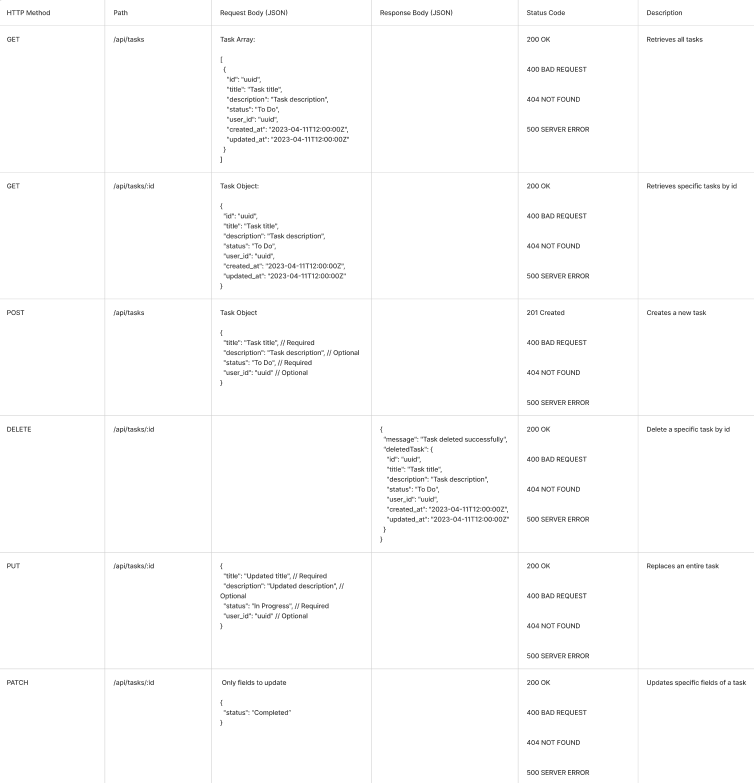 HTTP Method Path Request Body (JSON) Response Body (JSON) Status Code Description
GET /api/tasks Task Array: 200 OK Retrieves all tasks
[
{ 400 BAD REQUEST
"id": "uuid",
"title": "Task title",
"description": "Task description", 404 NOT FOUND
"status": "To Do",
"user_id": "uuid",
"created_at": "2023-04-11T12:00:00Z", 500 SERVER ERROR
"updated_at": "2023-04-11T12:00:00Z"
}
]
GET /api/tasks/:id Task Object: 200 OK Retrieves specific tasks by id
{
"id": "uuid", 400 BAD REQUEST
"title": "Task title",
"description": "Task description",
"status": "To Do", 404 NOT FOUND
"user_id": "uuid",
"created_at": "2023-04-11T12:00:00Z",
"updated_at": "2023-04-11T12:00:00Z" 500 SERVER ERROR
}
POST /api/tasks Task Object 201 Created Creates a new task
{
"title": "Task title", // Required 400 BAD REQUEST
"description": "Task description", // Optional
"status": "To Do", // Required
"user_id": "uuid" // Optional 404 NOT FOUND
}
500 SERVER ERROR
DELETE /api/tasks/:id { 200 OK Delete a specific task by id
"message": "Task deleted successfully",
"deletedTask": {
"id": "uuid", 400 BAD REQUEST
"title": "Task title",
"description": "Task description",
"status": "To Do", 404 NOT FOUND
"user_id": "uuid",
"created_at": "2023-04-11T12:00:00Z",
"updated_at": "2023-04-11T12:00:00Z" 500 SERVER ERROR
}
}
PUT /api/tasks/:id { 200 OK Replaces an entire task
"title": "Updated title", // Required
"description": "Updated description", //
Optional 400 BAD REQUEST
"status": "In Progress", // Required
"user_id": "uuid" // Optional
} 404 NOT FOUND
500 SERVER ERROR
PATCH /api/tasks/:id Only fields to update 200 OK Updates specific fields of a task
{
"status": "Completed" 400 BAD REQUEST
}
404 NOT FOUND
500 SERVER ERROR